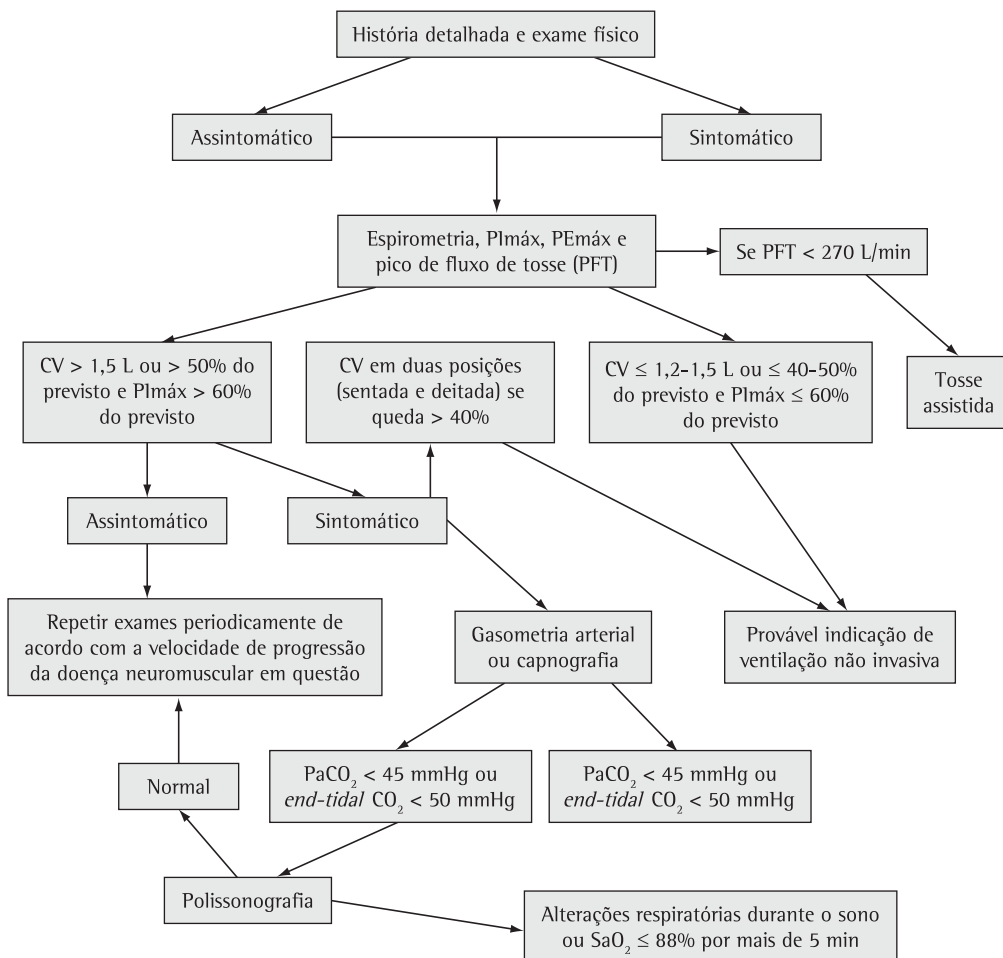 História detalhada e exame físico
Assintomático
Sintomático
Espirometria, PImáx, PEmáx e
pico de fluxo de tosse (PFT)
Se PFT < 270 L/min
CV > 1,5 L ou > 50% do
previsto e PImáx > 60%
do previsto
CV em duas posições
(sentada e deitada) se
queda > 40%
CV ≤ 1,2-1,5 L ou ≤ 40-50%
do previsto e PImáx ≤ 60%
do previsto
Tosse
assistida
Assintomático
Sintomático
Repetir exames periodicamente de
acordo com a velocidade de progressão
da doença neuromuscular em questão
Gasometria arterial
ou capnografia
Provável indicação de
ventilação não invasiva
Normal
PaCO₂ < 45 mmHg ou
end-tidal CO₂ < 50 mmHg
PaCO₂ < 45 mmHg ou
end-tidal CO₂ < 50 mmHg
Polissonografia
Alterações respiratórias durante o sono
ou SaO₂ ≤ 88% por mais de 5 min